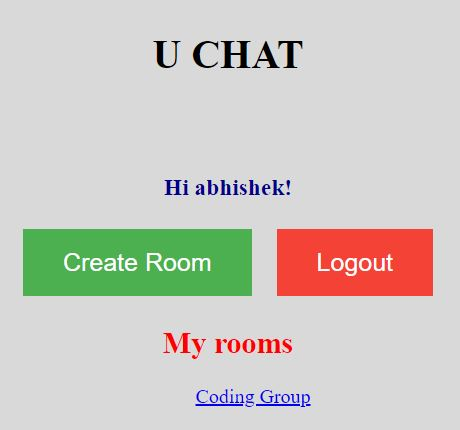 U CHAT
Hi abhishek!
Create Room Logout
My rooms
Coding Group